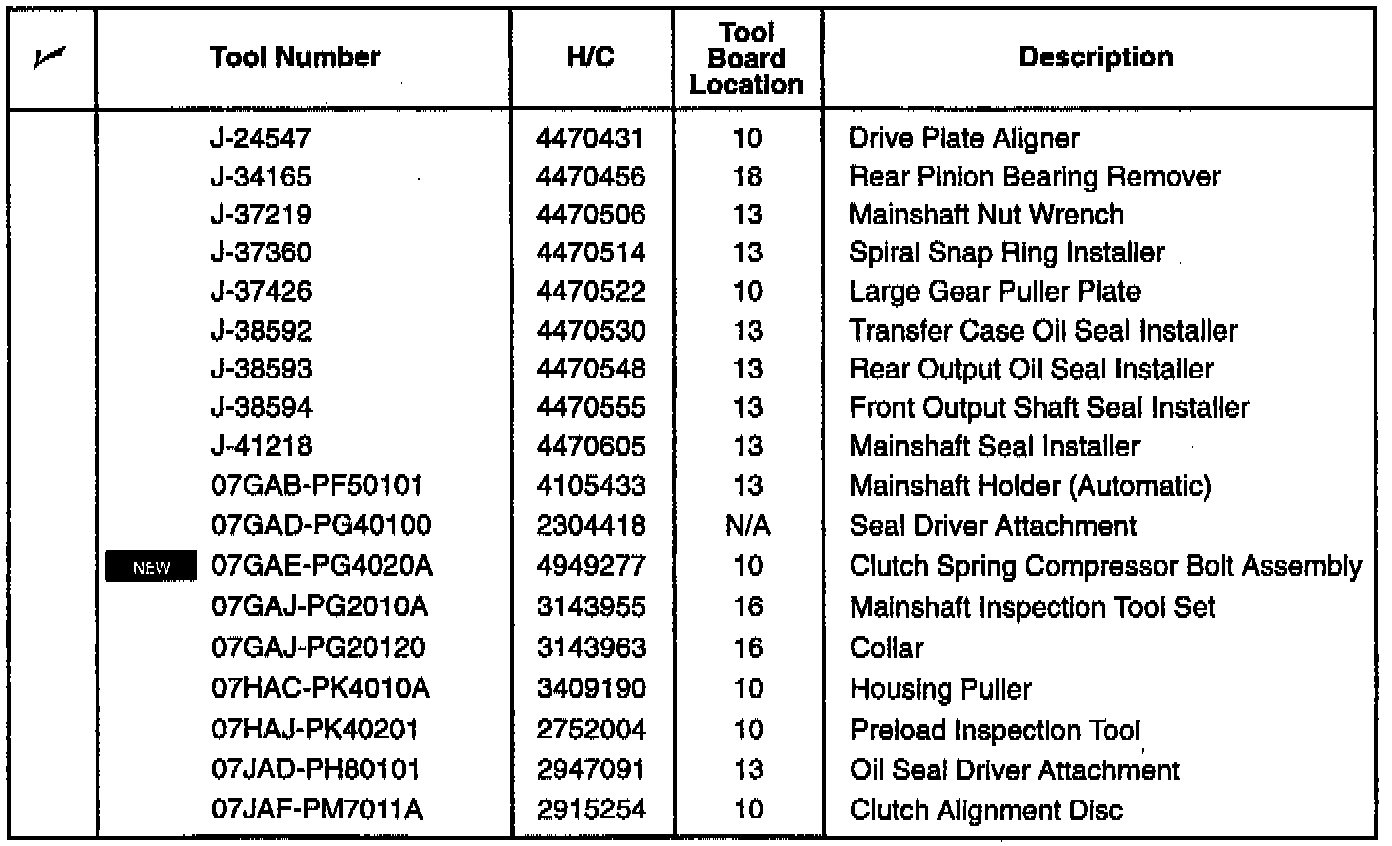 ✓ Tool Number H/C Tool Board Location Description
J-24547 4470431 10 Drive Plate Aligner
J-34165 4470456 18 Rear Pinion Bearing Remover
J-37219 4470506 13 Mainshaft Nut Wrench
J-37360 4470514 13 Spiral Snap Ring Installer
J-37426 4470522 10 Large Gear Puller Plate
J-38592 4470530 13 Transfer Case Oil Seal Installer
J-38593 4470548 13 Rear Output Oil Seal Installer
J-38594 4470555 13 Front Output Shaft Seal Installer
J-41218 4470605 13 Mainshaft Seal Installer
07GAB-PF50101 4105433 13 Mainshaft Holder (Automatic)
07GAD-PG40100 2304418 N/A Seal Driver Attachment
NEW 07GAE-PG4020A 4949277 10 Clutch Spring Compressor Bolt Assembly
07GAJ-PG2010A 3143955 16 Mainshaft Inspection Tool Set
07GAJ-PG20120 3143963 16 Collar
07HAC-PK4010A 3409190 10 Housing Puller
07HAJ-PK40201 2752004 10 Preload Inspection Tool
07JAD-PH80101 2947091 13 Oil Seal Driver Attachment
07JAF-PM7011A 2915254 10 Clutch Alignment Disc